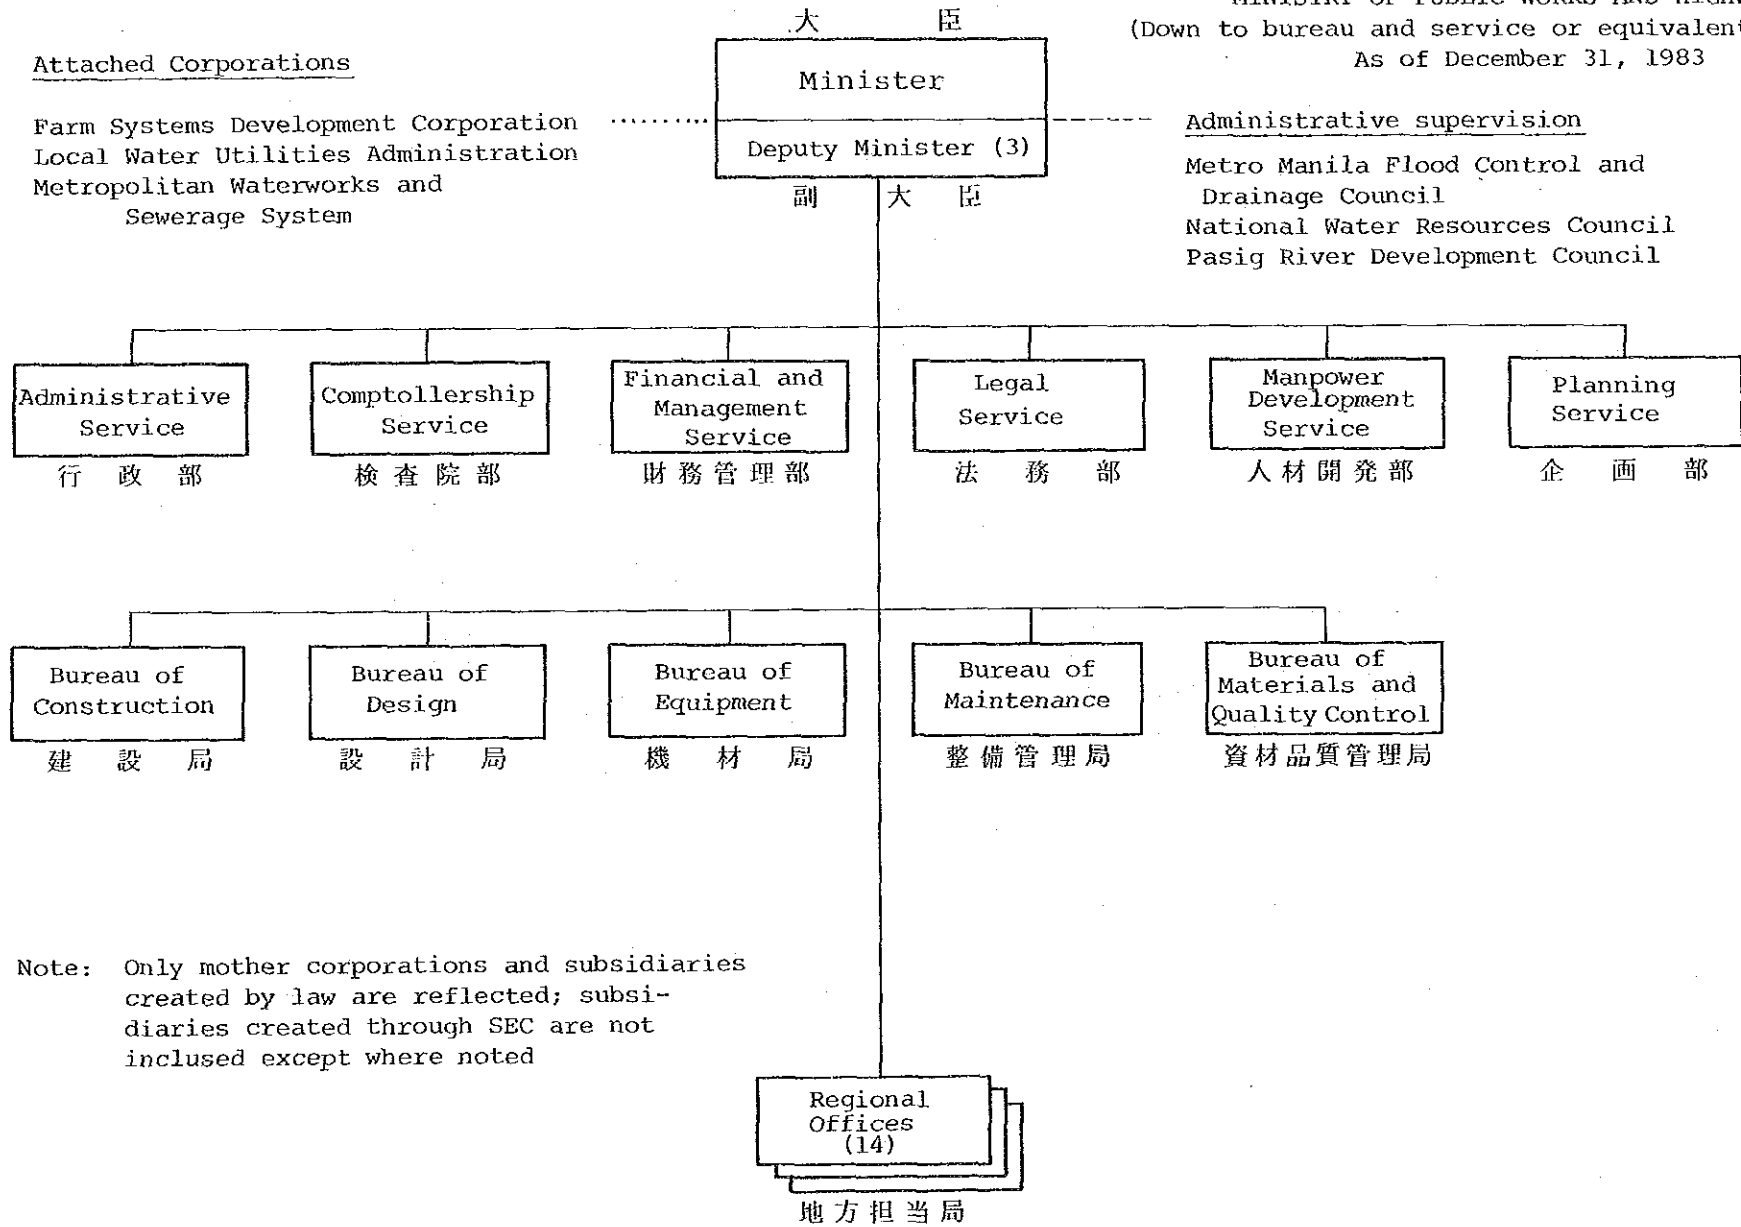 MINISTRY OF PUBLIC WORKS AND
(Down to bureau and service or equivalent
As of December 31, 1983
大臣
Minister
Deputy Minister (3)
副大臣
Attached Corporations
Farm Systems Development Corporation
Local Water Utilities Administration
Metropolitan Waterworks and
Sewerage System
Administrative supervision
Metro Manila Flood Control and
Drainage Council
National Water Resources Council
Pasig River Development Council
Administrative
Service
行政部
Comptollership
Service
検査院部
Financial and
Management
Service
財務管理部
Legal
Service
法務部
Manpower
Development
Service
人材開発部
Planning
Service
企画部
Bureau of
Construction
建設局
Bureau of
Design
設計局
Bureau of
Equipment
機材局
Bureau of
Maintenance
整備管理局
Bureau of
Materials and
Quality Control
資材品質管理局
Note: Only mother corporations and subsidiaries
created by law are reflected; subsi-
diaries created through SEC are not
inclused except where noted
Regional
Offices
(14)
地方担当局